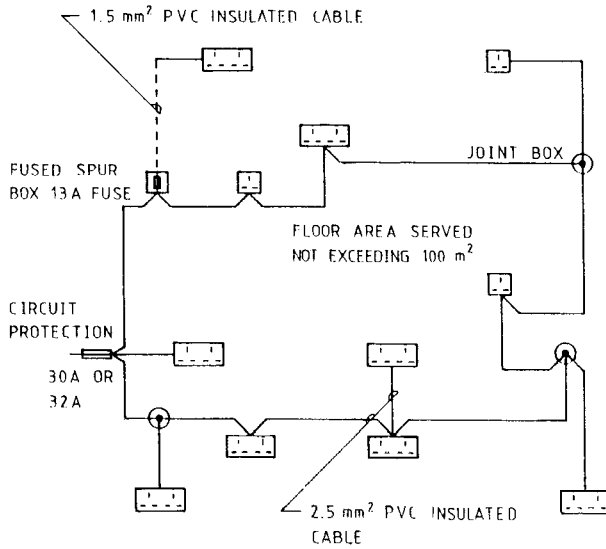 1.5 mm² PVC INSULATED CABLE
FUSED SPUR
BOX 13A FUSE
JOINT BOX
FLOOR AREA SERVED
NOT EXCEEDING 100 m²
CIRCUIT
PROTECTION
30A OR
32A
2.5 mm² PVC INSULATED
CABLE